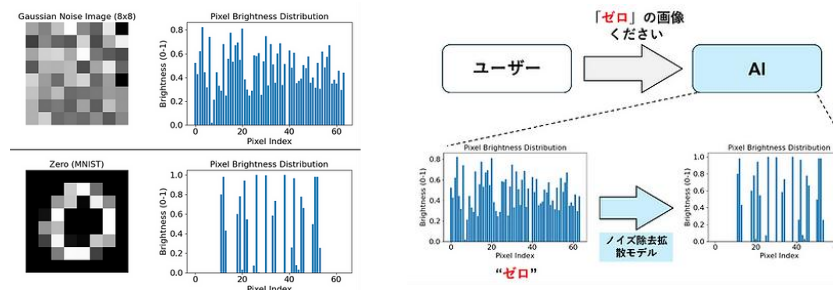 Gaussian Noise Image (8x8)
Pixel Brightness Distribution
Brightness (0-1)
0.8
0.6
0.4
0.2
0.0
0 20 40 60
Pixel Index
Zero (MNIST)
Pixel Brightness Distribution
Brightness (0-1)
1.0
0.8
0.6
0.4
0.2
0.0
0 20 40 60
Pixel Index
「ゼロ」の画像
ください
ユーザー
AI
Pixel Brightness Distribution
Brightness (0-1)
0.8
0.6
0.4
0.2
0.0
0 10 20 30 40 50 60
Pixel Index
“ゼロ”
ノイズ除去拡
散モデル
Pixel Brightness Distribution
Brightness (0-1)
1.0
0.8
0.6
0.4
0.2
0.0
0 20 40 60
Pixel Index